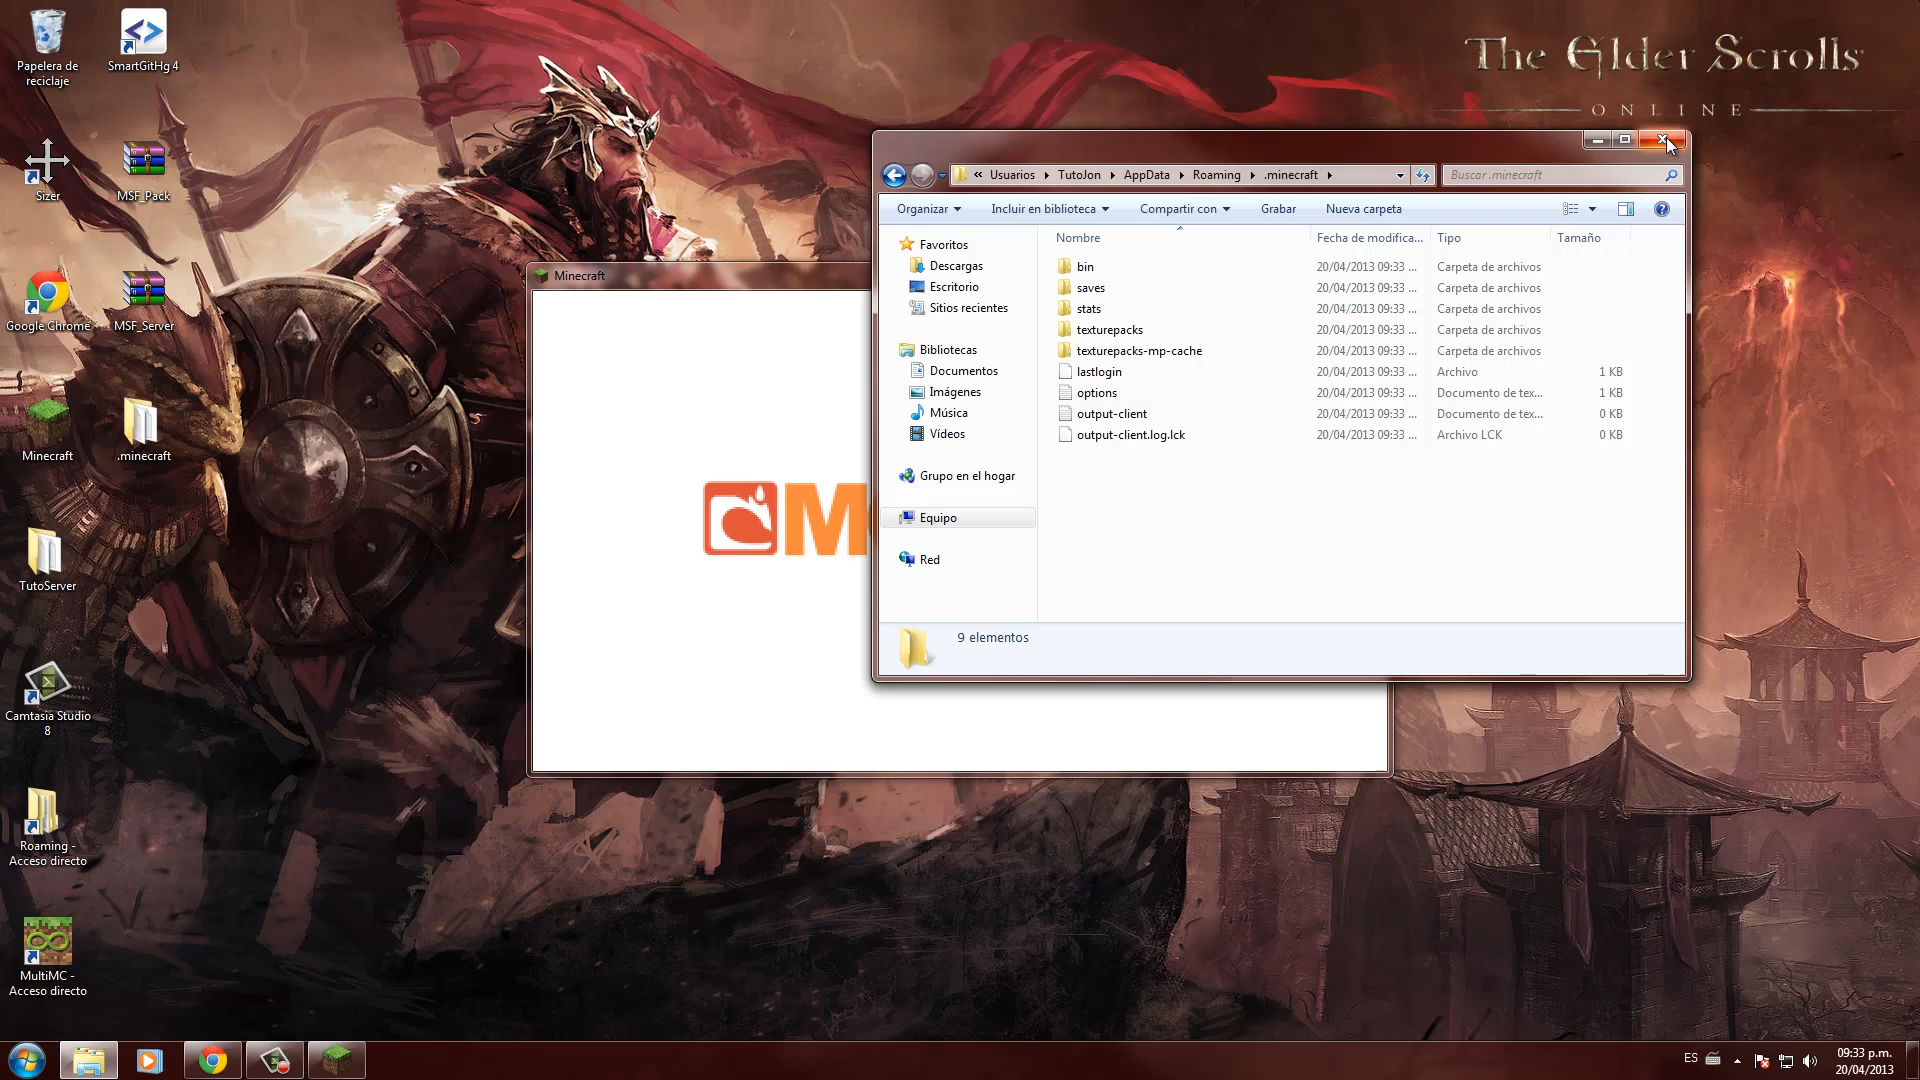 Papelera de
reciclaje
SmartGitHg 4
Sizer
MSF_Pack
Google Chrome
MSF_Server
Minecraft
.minecraft
TutoServer
Camtasia Studio
8
Roaming -
Acceso directo
MultiMC -
Acceso directo
The Elder Scrolls
ONLINE
Minecraft
M
« Usuarios TutoJon AppData Roaming .minecraft
Buscar .minecraft
Organizar Incluir en biblioteca Compartir con Grabar Nueva carpeta
Favoritos
Descargas
Escritorio
Sitios recientes
Bibliotecas
Documentos
Imágenes
Música
Vídeos
Grupo en el hogar
Equipo
Red
Nombre Fecha de modifica... Tipo Tamaño
bin 20/04/2013 09:33 ... Carpeta de archivos
saves 20/04/2013 09:33 ... Carpeta de archivos
stats 20/04/2013 09:33 ... Carpeta de archivos
texturepacks 20/04/2013 09:33 ... Carpeta de archivos
texturepacks-mp-cache 20/04/2013 09:33 ... Carpeta de archivos
lastlogin 20/04/2013 09:33 ... Archivo 1 KB
options 20/04/2013 09:33 ... Documento de tex... 1 KB
output-client 20/04/2013 09:33 ... Documento de tex... 0 KB
output-client.log.lck 20/04/2013 09:33 ... Archivo LCK 0 KB
9 elementos
ES
09:33 p.m.
20/04/2013